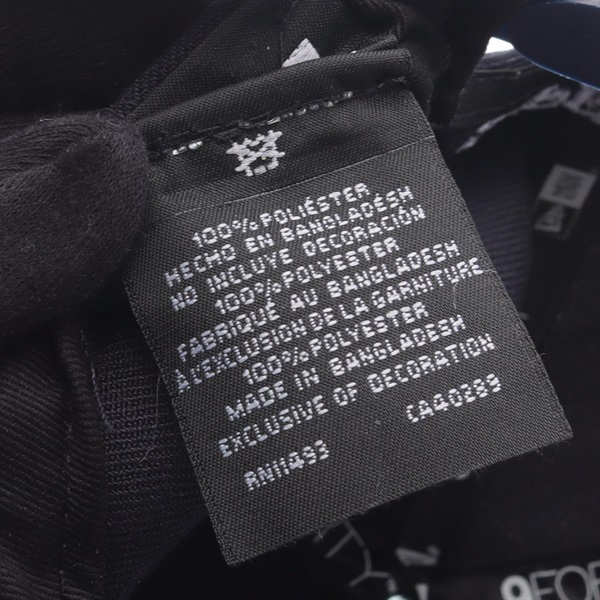 100% POLIÉSTER
HECHO EN BANGLADÉSH
NO INCLUYE DECORACIÓN
100% POLYESTER
FABRIQUÉ AU BANGLADESH
À L'EXCLUSION DE LA GARNITURE
100% POLYESTER
MADE IN BANGLADESH
EXCLUSIVE OF DECORATION
RN11493 CA40289
9FOR